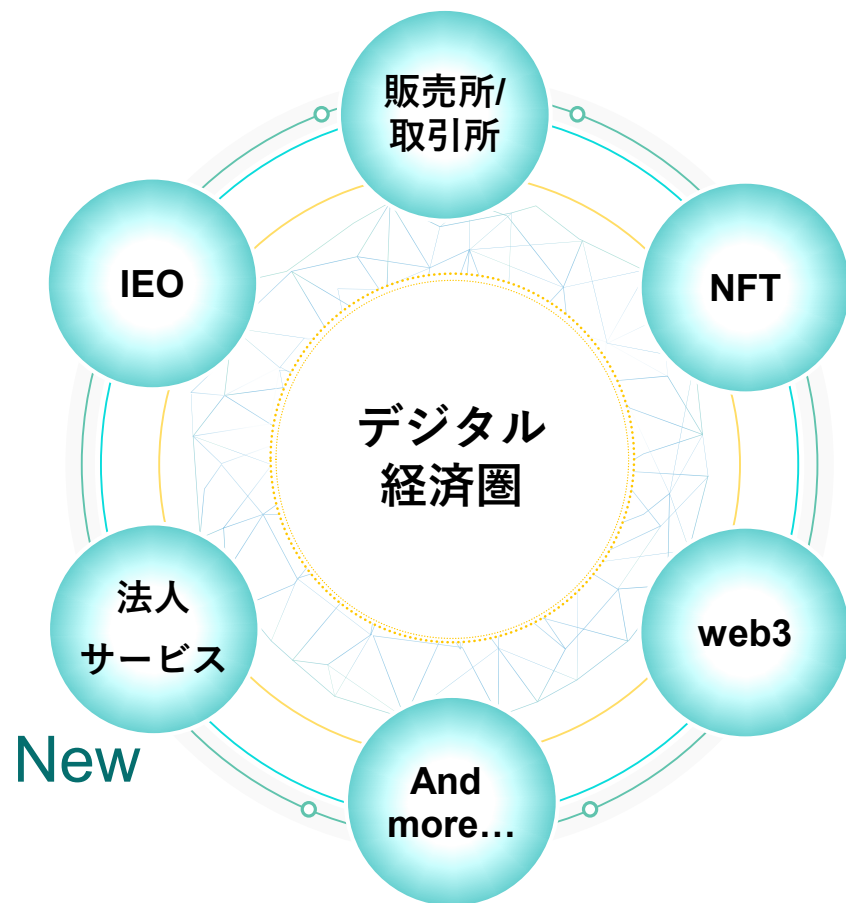 販売所/
取引所
IEO
NFT
デジタル
経済圏
法人
サービス
web3
New
And
more…